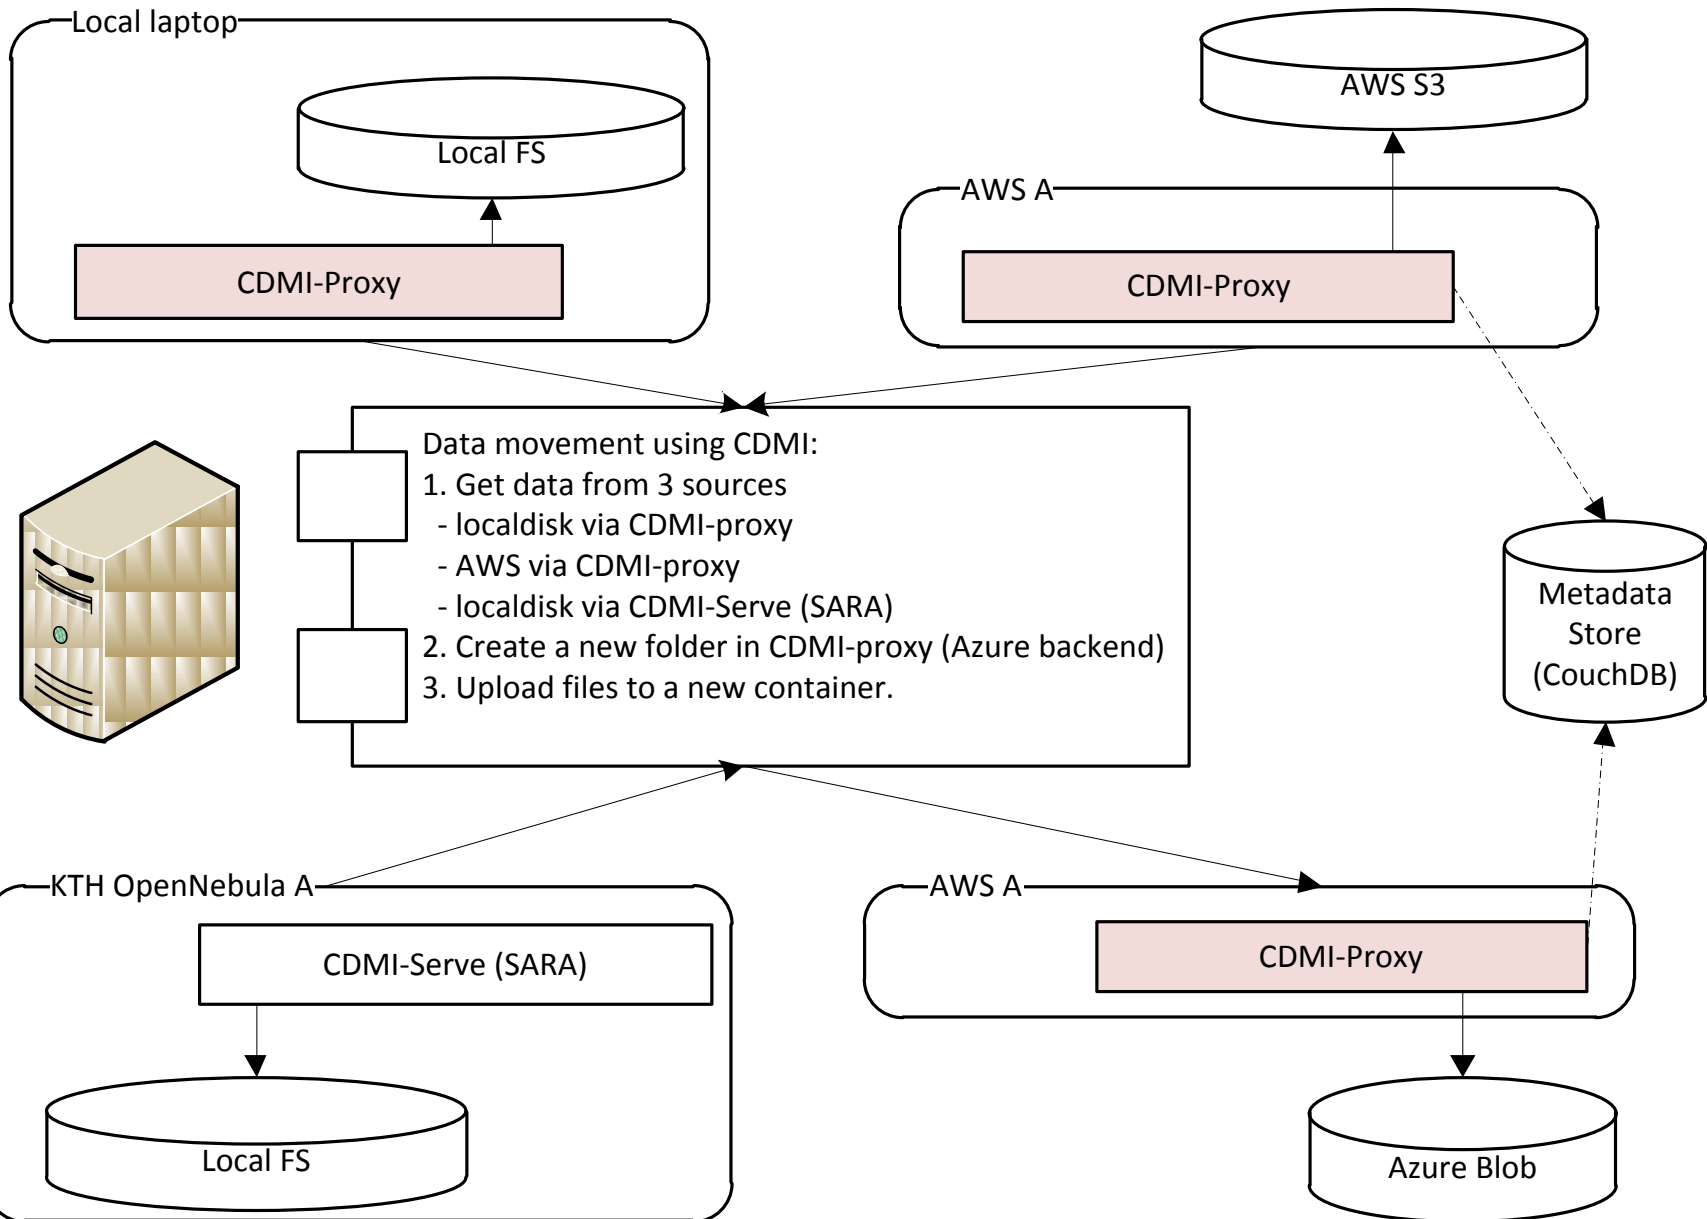 Local laptop
Local FS
CDMI-Proxy
AWS S3
AWS A
CDMI-Proxy
Data movement using CDMI:
1. Get data from 3 sources
- localdisk via CDMI-proxy
- AWS via CDMI-proxy
- localdisk via CDMI-Serve (SARA)
2. Create a new folder in CDMI-proxy (Azure backend)
3. Upload files to a new container.
Metadata
Store
(CouchDB)
KTH OpenNebula A
CDMI-Serve (SARA)
Local FS
AWS A
CDMI-Proxy
Azure Blob